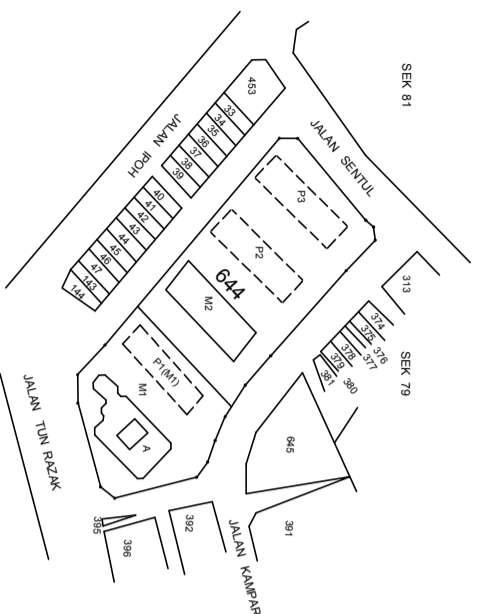 SEK 81
453
33
34
35
36
37
38
39
JALAN IPOH
JALAN SENTUL
40
41
42
43
44
45
46
47
143
144
P3
P2
644
M2
P1(M1)
M1
A
313
374
375
376
377
378
379
380
381
SEK 79
645
391
392
395
396
JALAN KAMPAR
JALAN TUN RAZAK